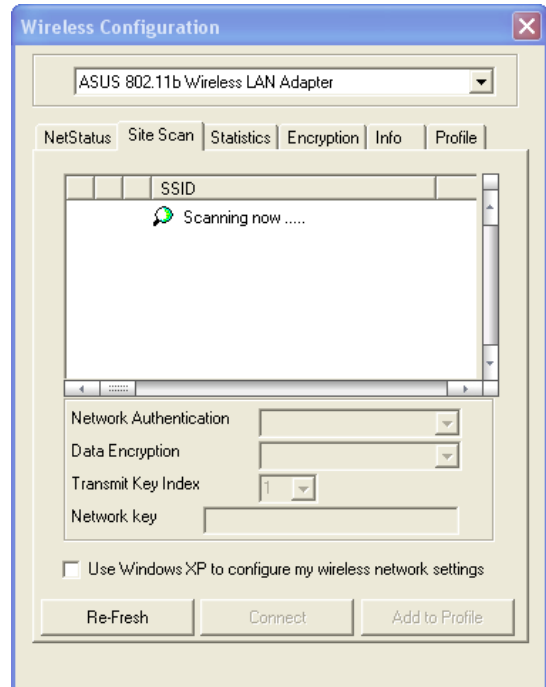 Wireless Configuration
ASUS 802.11b Wireless LAN Adapter
NetStatus Site Scan Statistics Encryption Info Profile
SSID
Scanning now .....
Network Authentication
Data Encryption
Transmit Key Index 1
Network key
Use Windows XP to configure my wireless network settings
Re-Fresh Connect Add to Profile